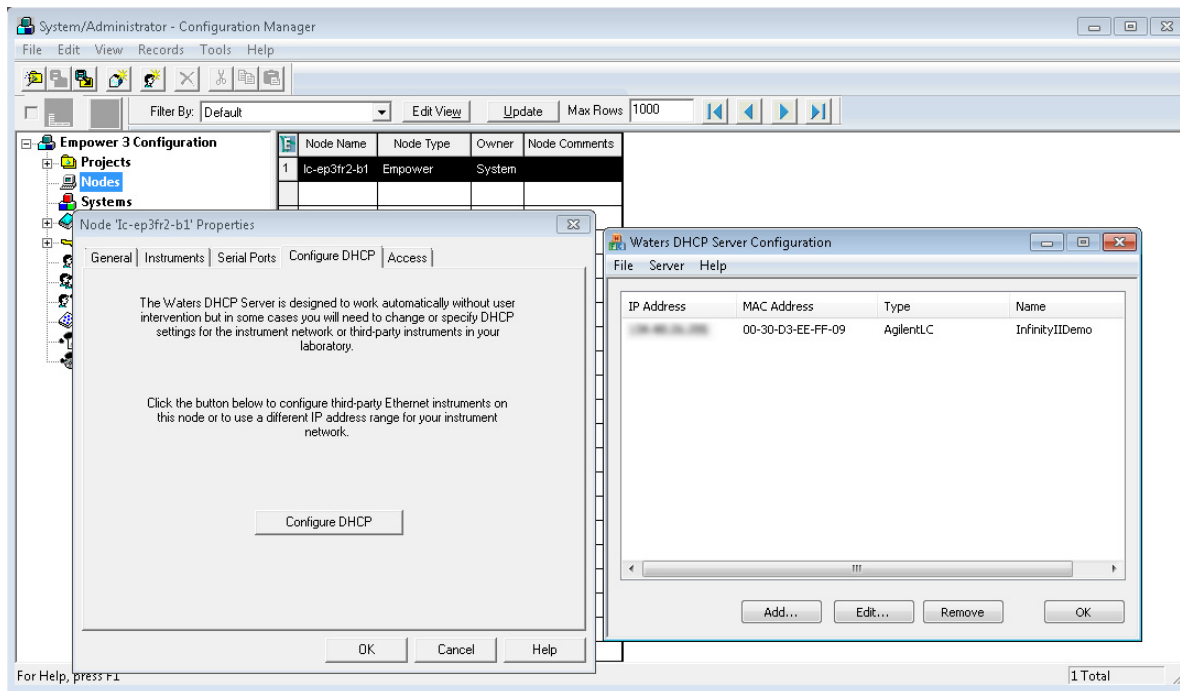 System/Administrator - Configuration Manager
File Edit View Records Tools Help
Filter By: Default Edit View Update Max Rows 1000
Empower 3 Configuration
Projects
Nodes
Systems
Node Name Node Type Owner Node Comments
1 lc-ep3fr2-b1 Empower System
Node 'lc-ep3fr2-b1' Properties
General Instruments Serial Ports Configure DHCP Access
The Waters DHCP Server is designed to work automatically without user
intervention but in some cases you will need to change or specify DHCP
settings for the instrument network or third-party instruments in your
laboratory.
Click the button below to configure third-party Ethernet instruments on
this node or to use a different IP address range for your instrument
network.
Configure DHCP
OK Cancel Help
Waters DHCP Server Configuration
File Server Help
IP Address MAC Address Type Name
00-30-D3-EE-FF-09 AgilentLC InfinityIIDemo
Add... Edit... Remove OK
For Help, press F1
1 Total